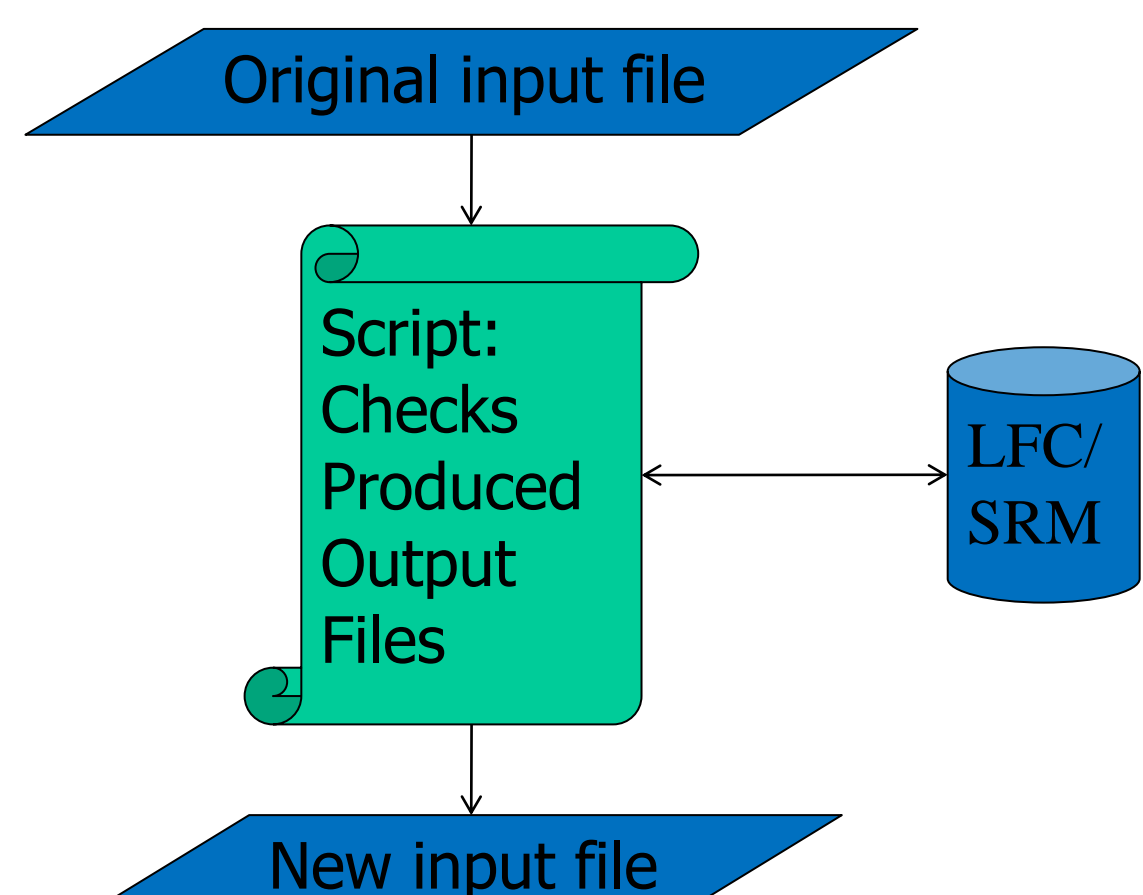 Original input file
Script:
Checks
Produced
Output
Files
LFC/
SRM
New input file